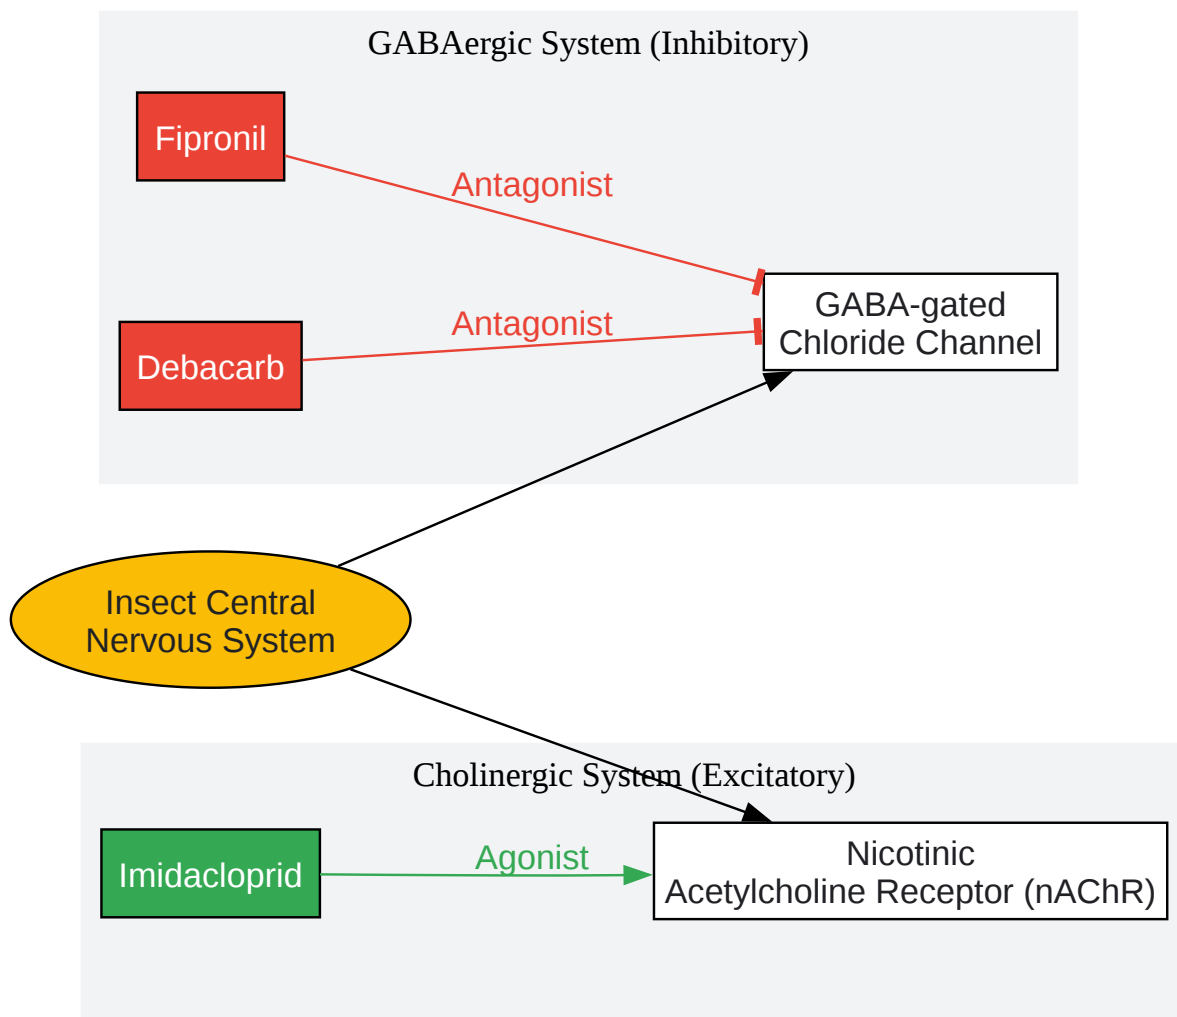 GABAergic System (Inhibitory)
Fipronil
Antagonist
Antagonist
GABA-gated
Chloride Channel
Debacarb
Insect Central
Nervous System
Cholinergic System (Excitatory)
Imidacloprid
Agonist
Nicotinic
Acetylcholine Receptor (nAChR)